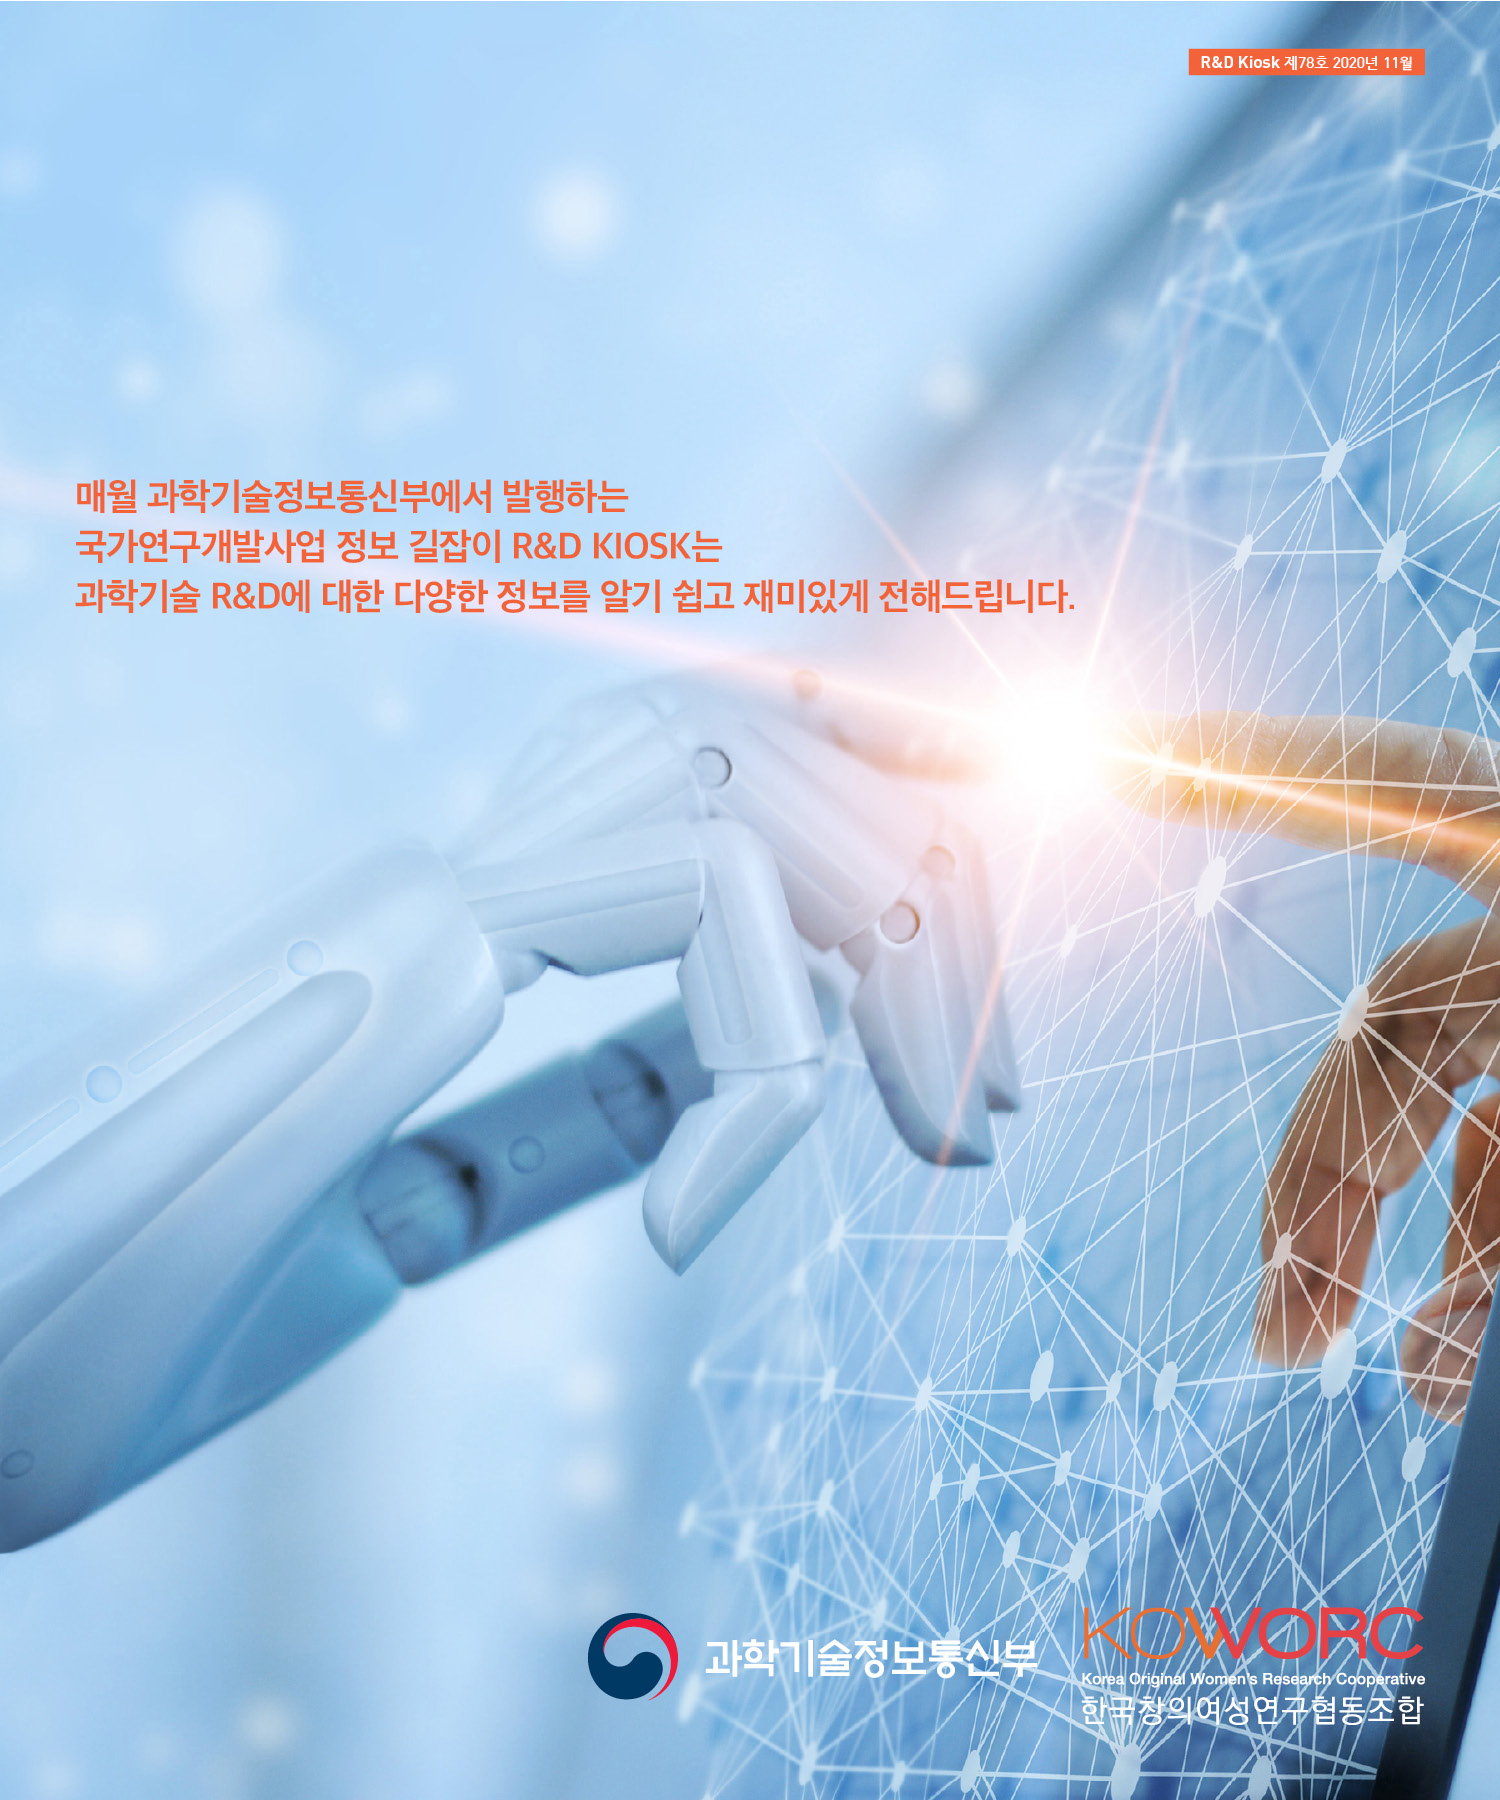 R&D Kiosk 제78호 2020년 11월
매월 과학기술정보통신부에서 발행하는
국가연구개발사업 정보 길잡이 R&D KIOSK는
과학기술 R&D에 대한 다양한 정보를 알기 쉽고 재미있게 전해드립니다.
과학기술정보통신부
KOWORC
Korea Original Women's Research Cooperative
한국창의여성연구협동조합